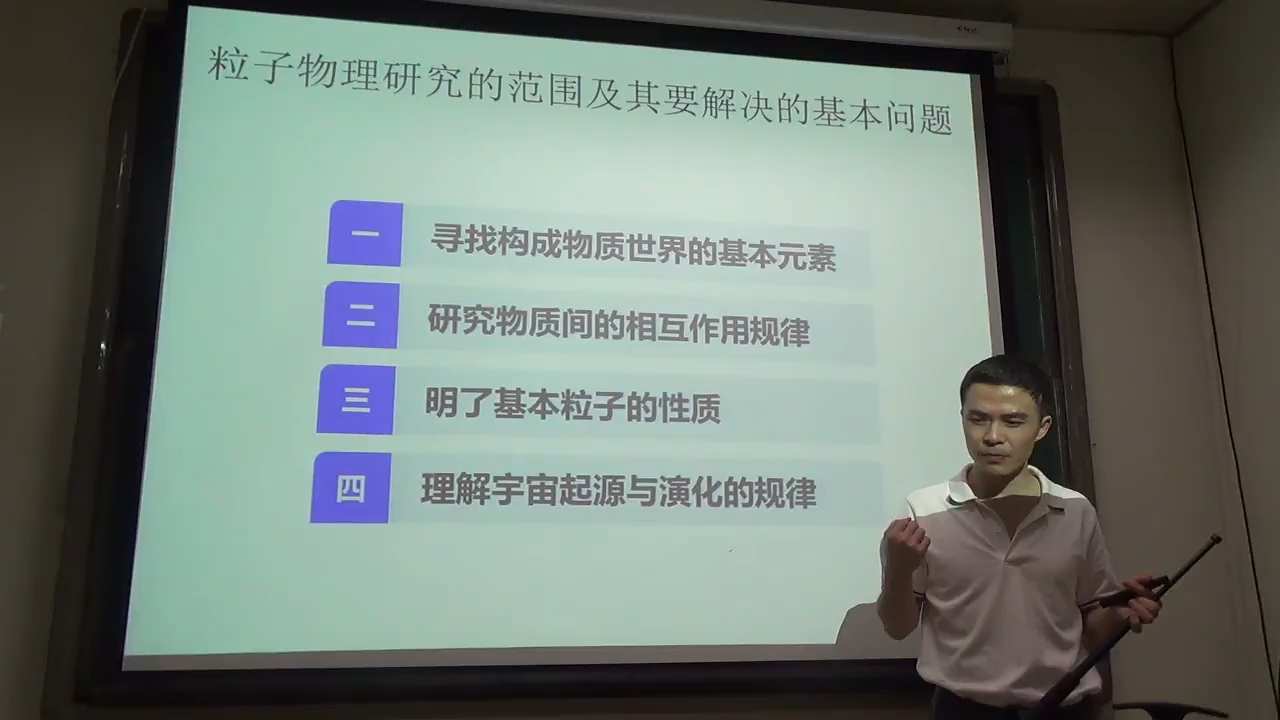 粒子物理研究的范围及其要解决的基本问题
一 寻找构成物质世界的基本元素
二 研究物质间的相互作用规律
三 明了基本粒子的性质
四 理解宇宙起源与演化的规律